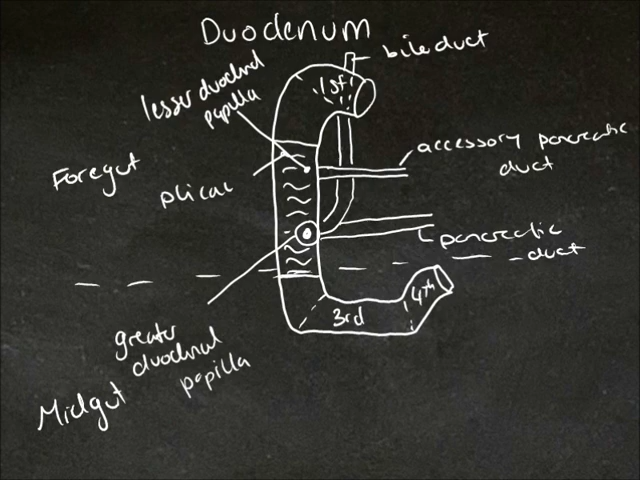 Duodenum
bile duct
lesser duodenal
papilla
1st
accessory pancreatic
duct
Foregut
plicae
pancreatic
duct
4th
3rd
greater
duodenal
papilla
Midgut